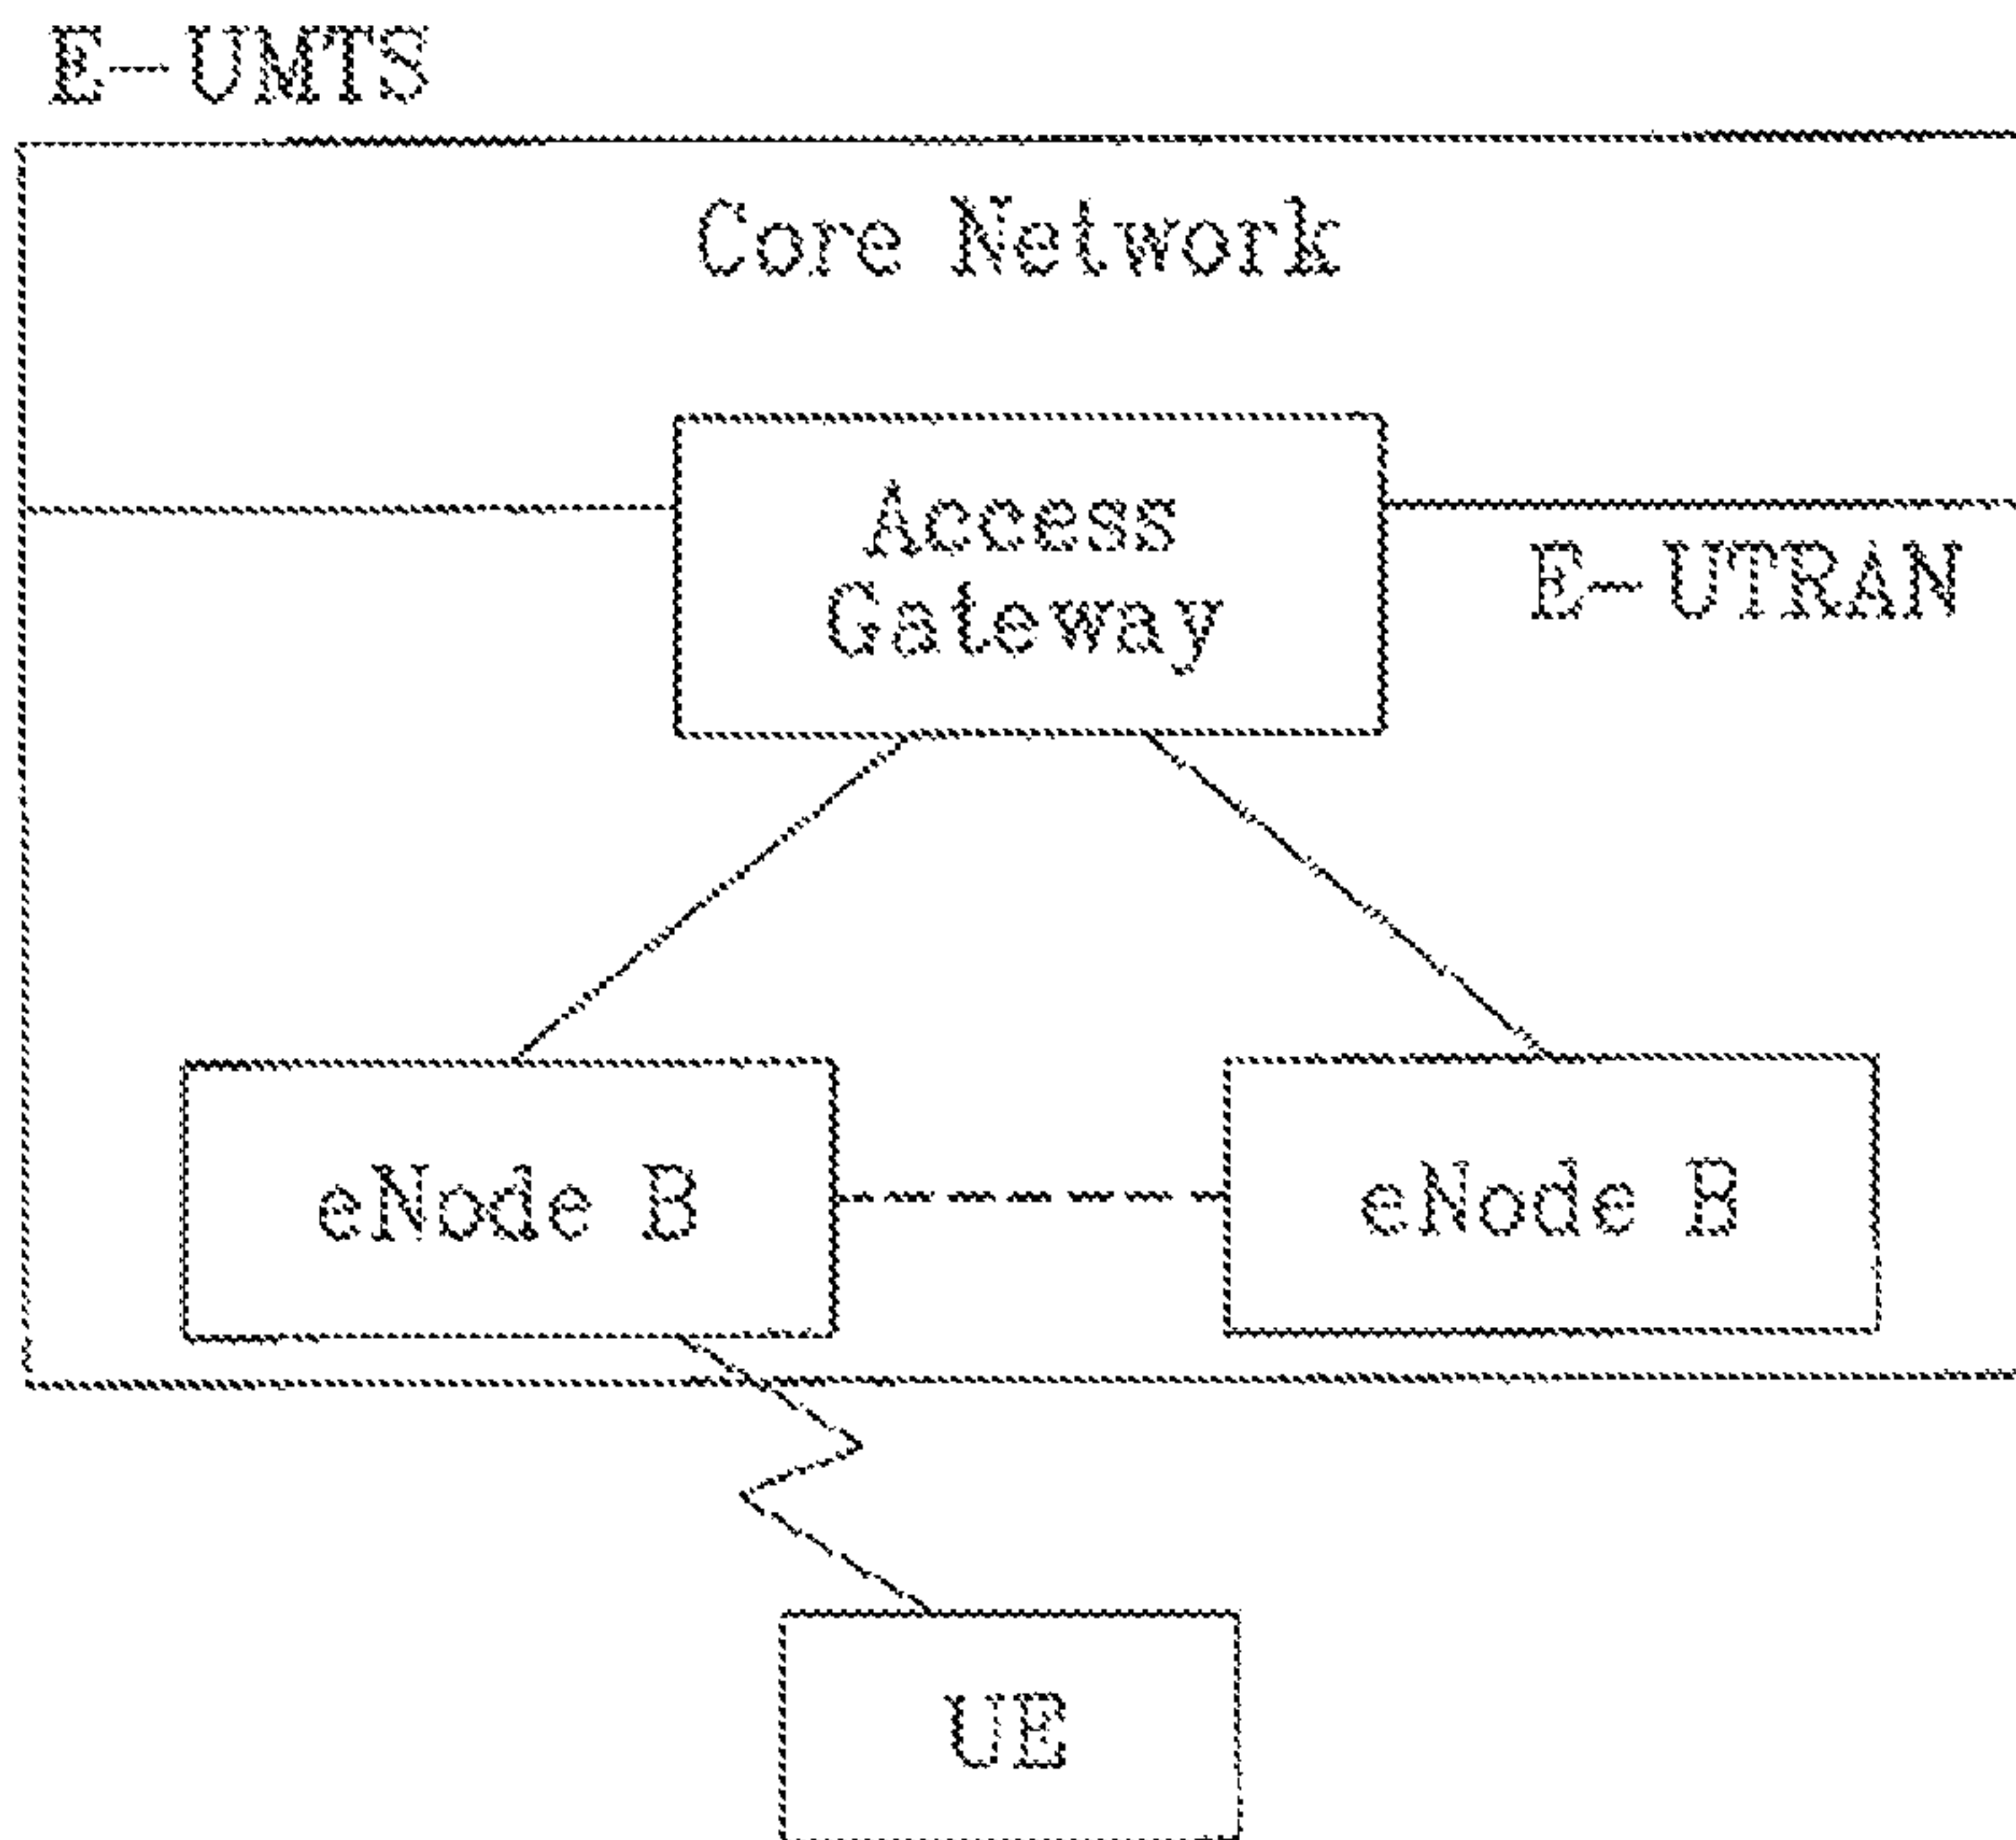 E-UMTS
Core Network
Access
Gateway
E-UTRAN
eNode B
eNode B
UE